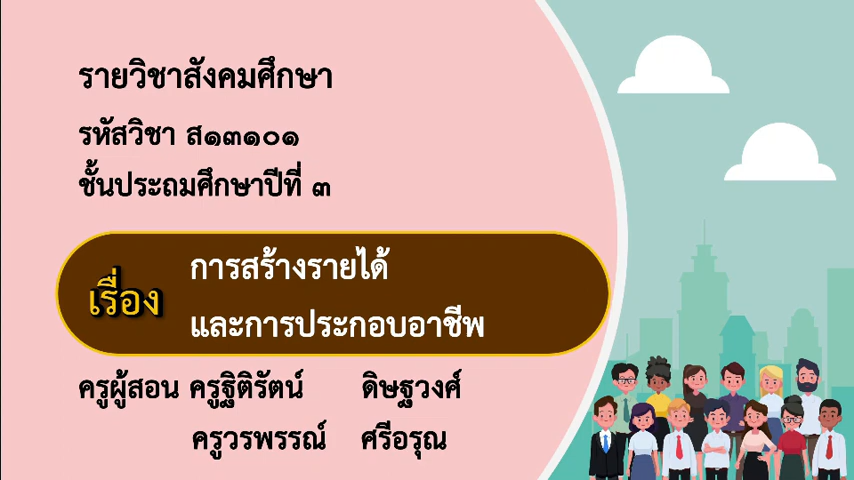 รายวิชาสังคมศึกษา
รหัสวิชา ส๑๓๑๐๑
ชั้นประถมศึกษาปีที่ ๓
เรื่อง
การสร้างรายได้
และการประกอบอาชีพ
ครูผู้สอน ครูฐิติรัตน์ ดิษฐวงศ์
ครูวรพรรณ์ ศรีอรุณ